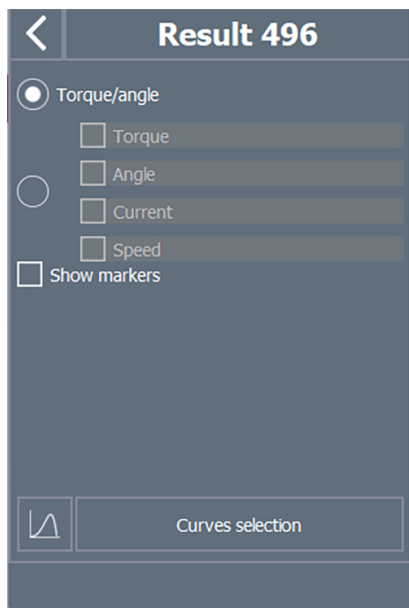 Result 496
Torque/angle
Torque
Angle
Current
Speed
Show markers
Curves selection